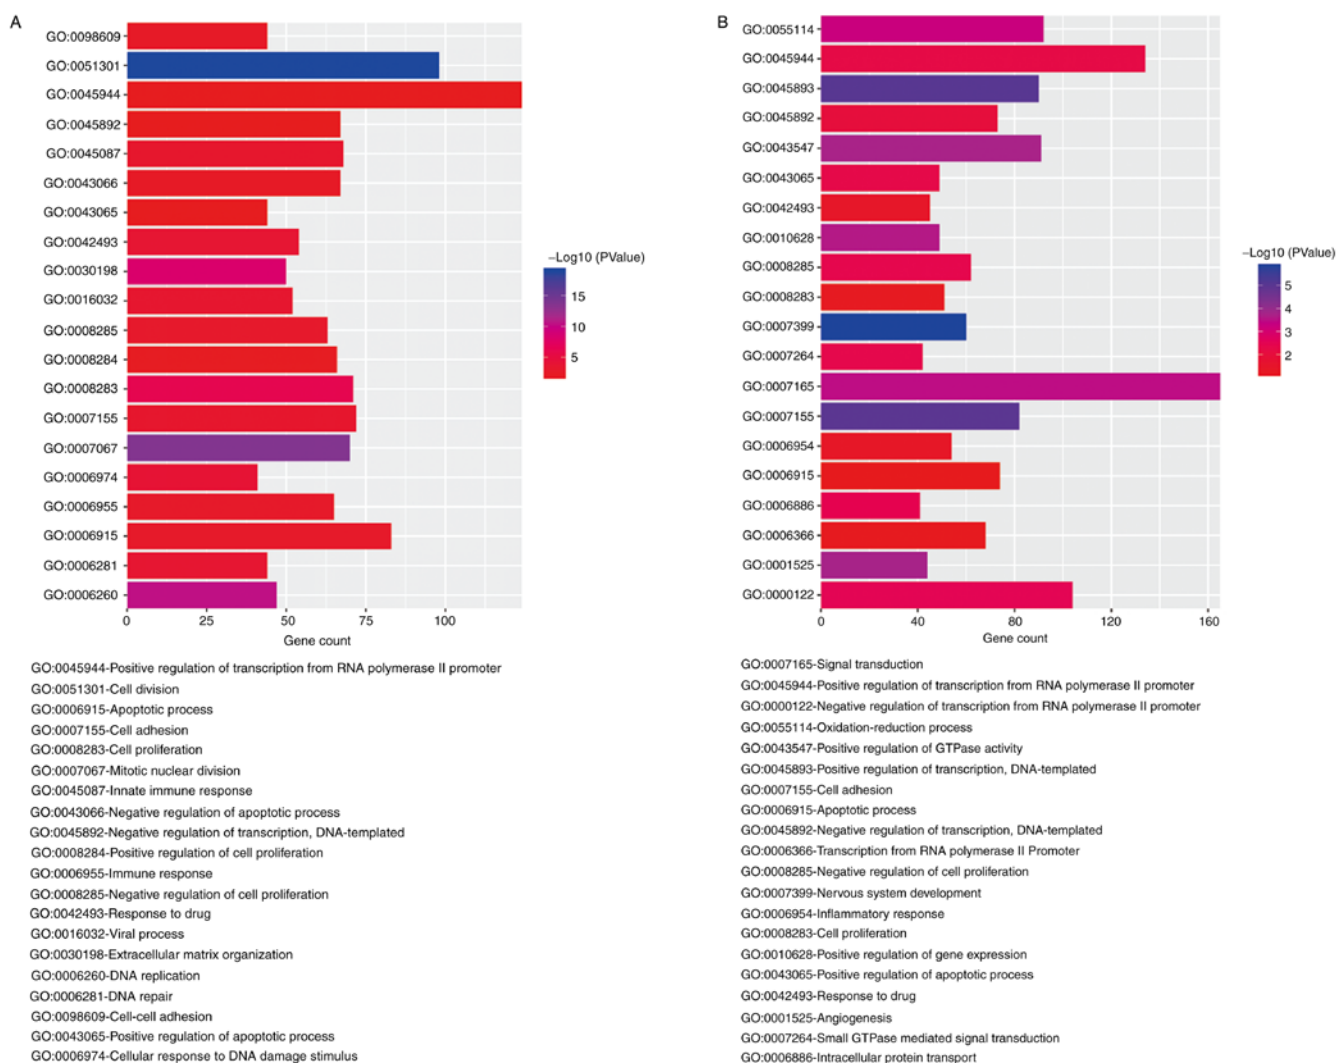 A
GO:0098609
GO:0051301
GO:0045944
GO:0045892
GO:0045087
GO:0043066
GO:0043065
GO:0042493
GO:0030198
GO:0016032
GO:0008285
GO:0008284
GO:0008283
GO:0007155
GO:0007067
GO:0006974
GO:0006955
GO:0006915
GO:0006281
GO:0006260
0 25 50 75 100
Gene count
–Log10 (PValue)
15
10
5
GO:0045944-Positive regulation of transcription from RNA polymerase II promoter
GO:0051301-Cell division
GO:0006915-Apoptotic process
GO:0007155-Cell adhesion
GO:0008283-Cell proliferation
GO:0007067-Mitotic nuclear division
GO:0045087-Innate immune response
GO:0043066-Negative regulation of apoptotic process
GO:0045892-Negative regulation of transcription, DNA-templated
GO:0008284-Positive regulation of cell proliferation
GO:0006955-Immune response
GO:0008285-Negative regulation of cell proliferation
GO:0042493-Response to drug
GO:0016032-Viral process
GO:0030198-Extracellular matrix organization
GO:0006260-DNA replication
GO:0006281-DNA repair
GO:0098609-Cell-cell adhesion
GO:0043065-Positive regulation of apoptotic process
GO:0006974-Cellular response to DNA damage stimulus
B
GO:0055114
GO:0045944
GO:0045893
GO:0045892
GO:0043547
GO:0043065
GO:0042493
GO:0010628
GO:0008285
GO:0008283
GO:0007399
GO:0007264
GO:0007165
GO:0007155
GO:0006954
GO:0006915
GO:0006886
GO:0006366
GO:0001525
GO:0000122
0 40 80 120 160
Gene count
–Log10 (PValue)
5
4
3
2
GO:0007165-Signal transduction
GO:0045944-Positive regulation of transcription from RNA polymerase II promoter
GO:0000122-Negative regulation of transcription from RNA polymerase II promoter
GO:0055114-Oxidation-reduction process
GO:0043547-Positive regulation of GTPase activity
GO:0045893-Positive regulation of transcription, DNA-templated
GO:0007155-Cell adhesion
GO:0006915-Apoptotic process
GO:0045892-Negative regulation of transcription, DNA-templated
GO:0006366-Transcription from RNA polymerase II Promoter
GO:0008285-Negative regulation of cell proliferation
GO:0007399-Nervous system development
GO:0006954-Inflammatory response
GO:0008283-Cell proliferation
GO:0010628-Positive regulation of gene expression
GO:0043065-Positive regulation of apoptotic process
GO:0042493-Response to drug
GO:0001525-Angiogenesis
GO:0007264-Small GTPase mediated signal transduction
GO:0006886-Intracellular protein transport